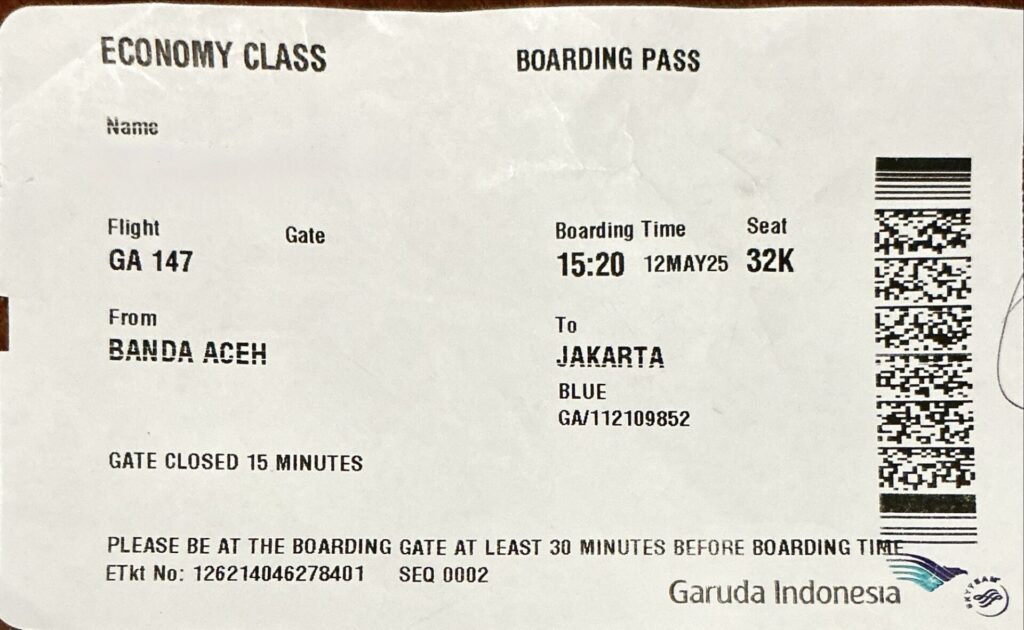 ECONOMY CLASS
BOARDING PASS
Name
Flight Gate Boarding Time Seat
GA 147 15:20 12MAY25 32K
From To
BANDA ACEH JAKARTA
BLUE
GA/112109852
GATE CLOSED 15 MINUTES
PLEASE BE AT THE BOARDING GATE AT LEAST 30 MINUTES BEFORE BOARDING TIME
ETkt No: 126214046278401 SEQ 0002
Garuda Indonesia
SKYTEAM